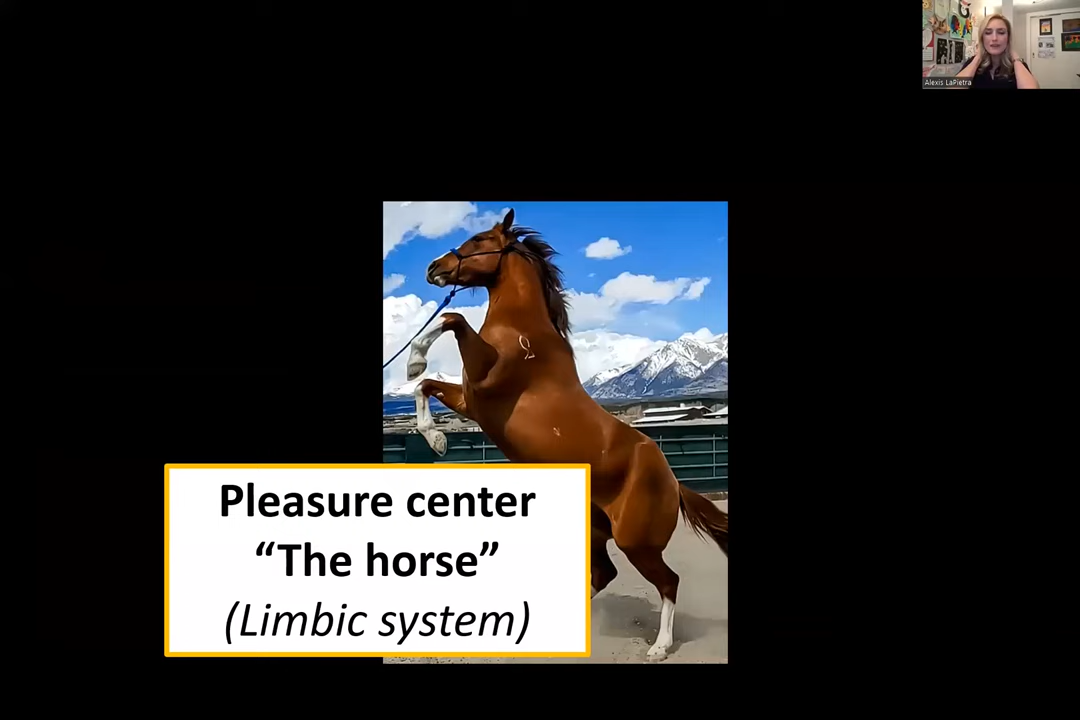 Alexis LaPietra
Pleasure center
“The horse”
(Limbic system)